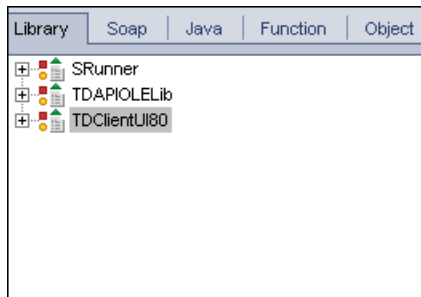 Library Soap Java Function Object
SRunner
TDAPIOLELib
TDClientUI80